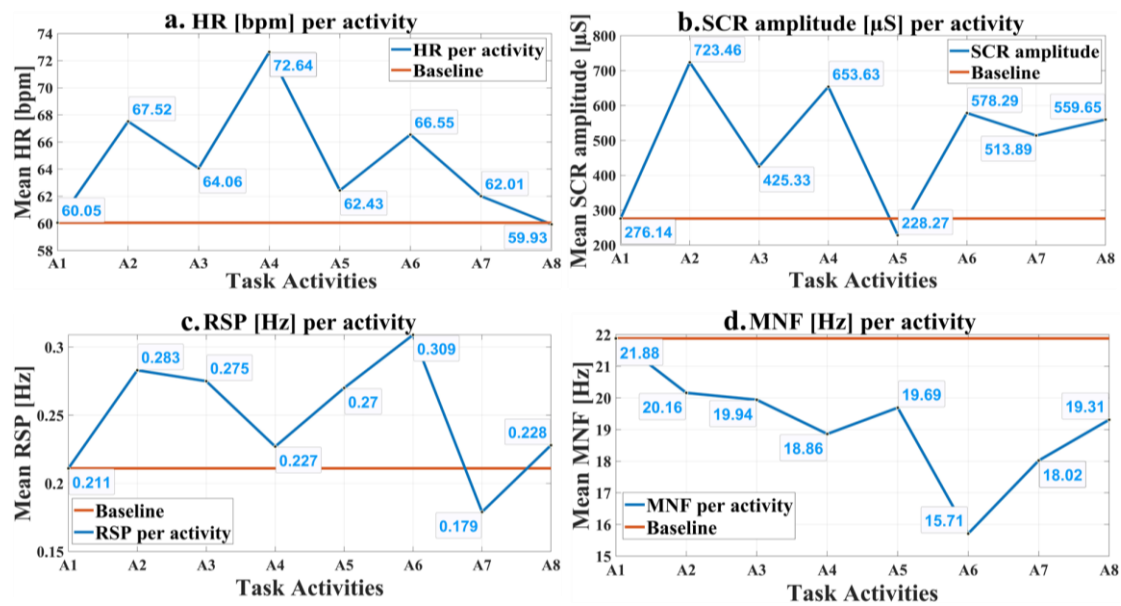 a. HR [bpm] per activity
74
72
70
68
66
64
62
60
58
Mean HR [bpm]
HR per activity
Baseline
60.05
67.52
64.06
72.64
62.43
66.55
62.01
59.93
A1 A2 A3 A4 A5 A6 A7 A8
Task Activities
b. SCR amplitude [µS] per activity
800
700
600
500
400
300
200
Mean SCR amplitude [µS]
SCR amplitude
Baseline
276.14
723.46
425.33
653.63
228.27
578.29
513.89
559.65
A1 A2 A3 A4 A5 A6 A7 A8
Task Activities
c. RSP [Hz] per activity
0.3
0.25
0.2
0.15
Mean RSP [Hz]
0.211
0.283
0.275
0.227
0.27
0.309
0.179
0.228
Baseline
RSP per activity
A1 A2 A3 A4 A5 A6 A7 A8
Task Activities
d. MNF [Hz] per activity
22
21
20
19
18
17
16
15
Mean MNF [Hz]
21.88
20.16
19.94
18.86
19.69
15.71
18.02
19.31
MNF per activity
Baseline
A1 A2 A3 A4 A5 A6 A7 A8
Task Activities